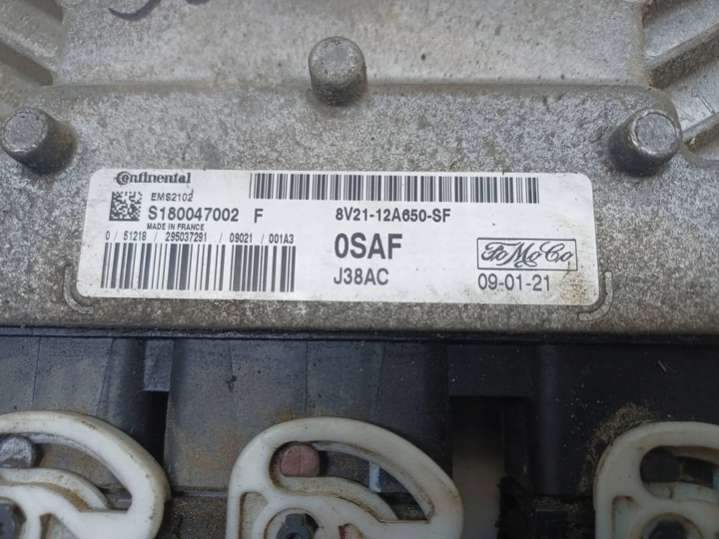 Continental
EMS2102
S180047002 F
MADE IN FRANCE
0 / 51218 / 295037291 / 09021 / 001A3
8V21-12A650-SF
0SAF
J38AC
FoMoCo
09-01-21